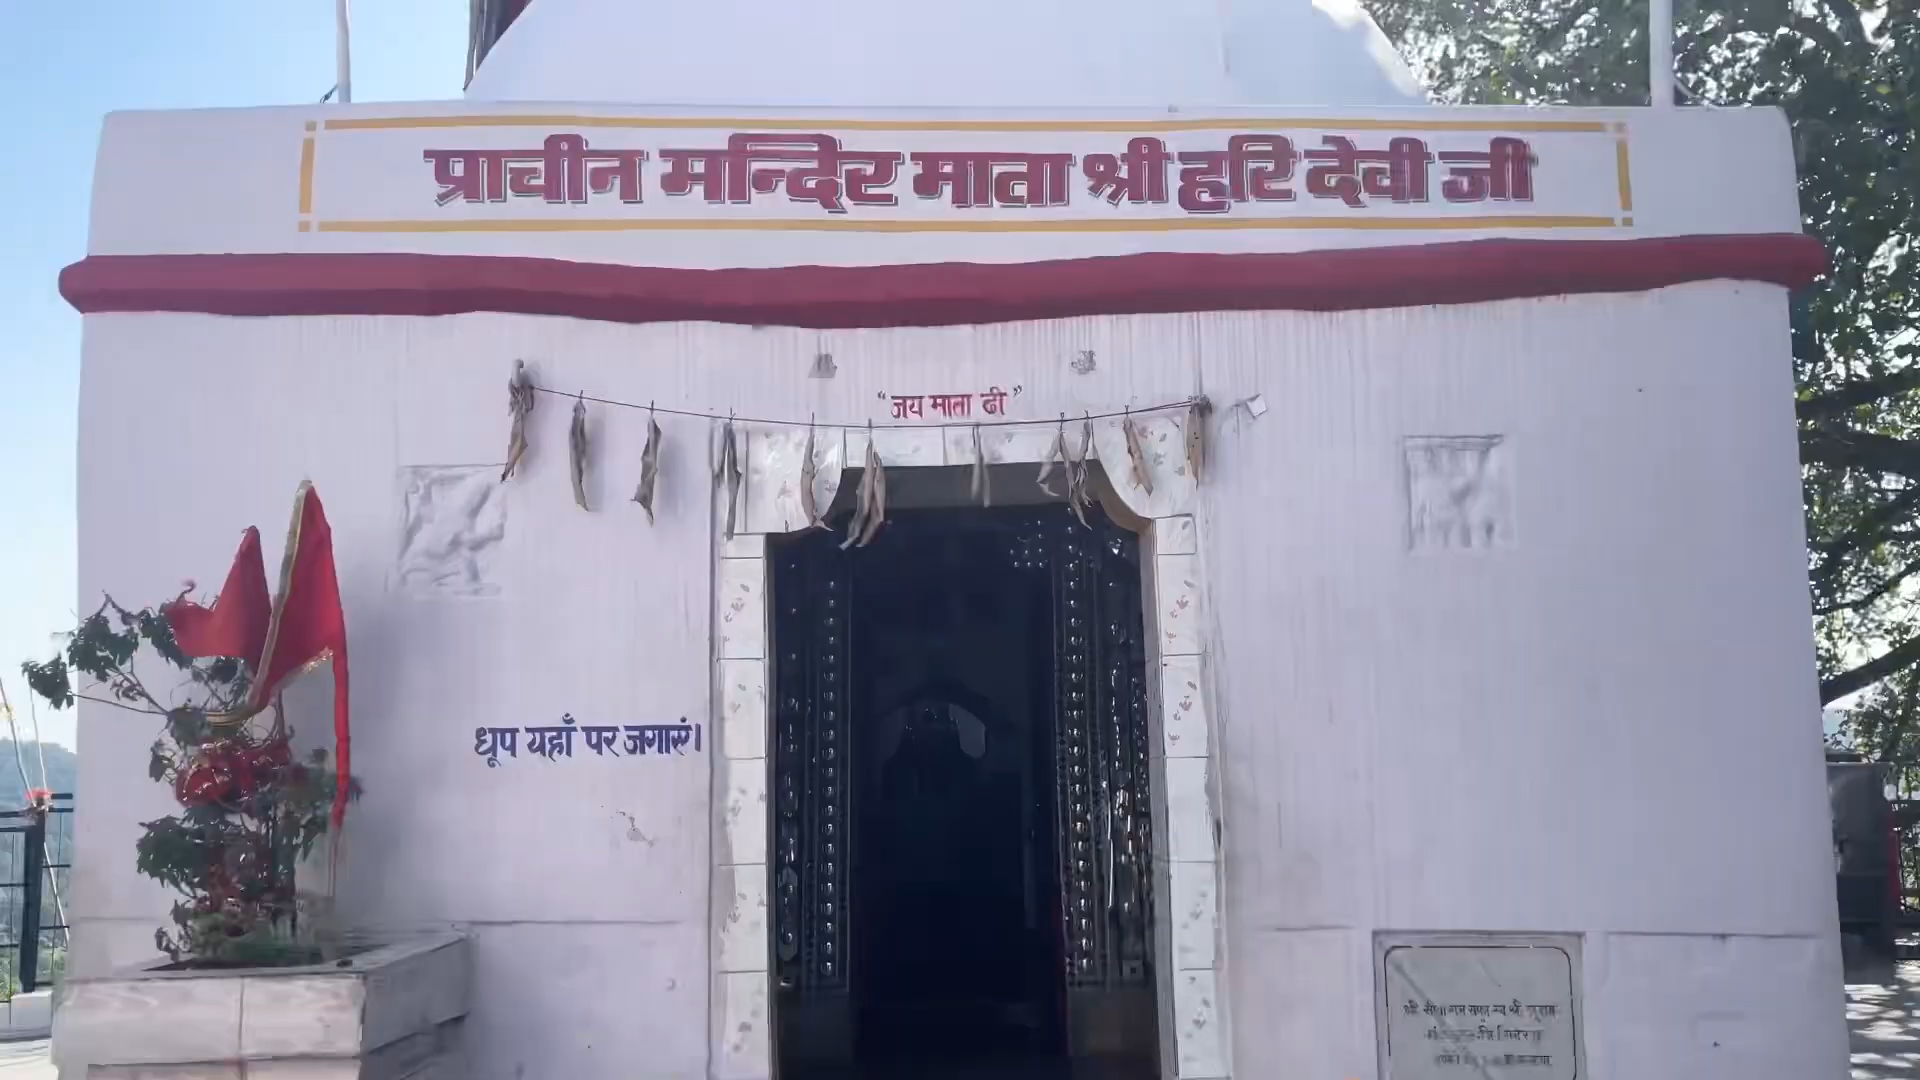 प्राचीन मन्दिर माता श्री हरि देवी जी
“जय माता दी”
धूप यहाँ पर जगाएं।